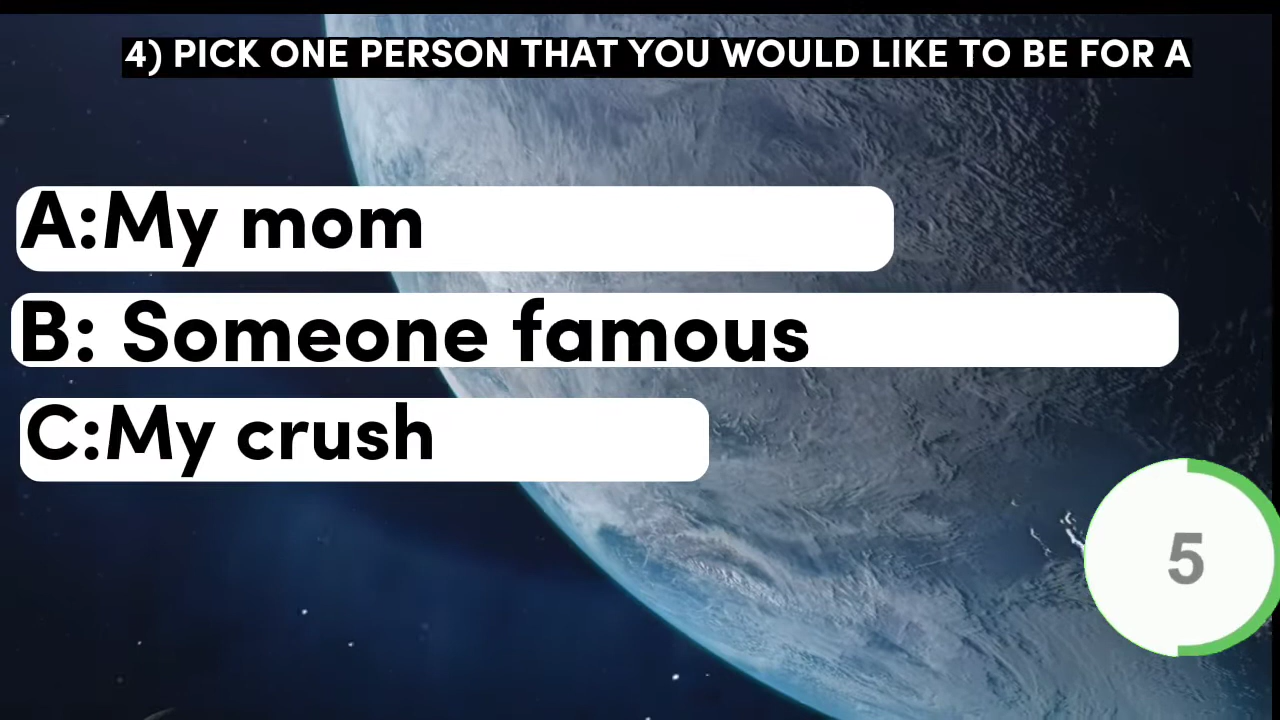 4) PICK ONE PERSON THAT YOU WOULD LIKE TO BE FOR A
A:My mom
B: Someone famous
C:My crush
5